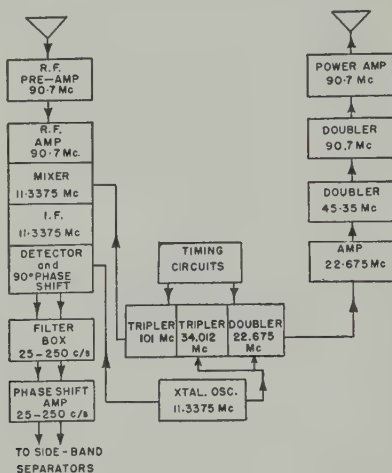 R.F.
PRE-AMP
90·7 Mc
R.F.
AMP
90·7 Mc.
MIXER
11·3375 Mc
I.F.
11·3375 Mc
DETECTOR
and
90° PHASE
SHIFT
FILTER
BOX
25-250 c/s
PHASE SHIFT
AMP
25-250 c/s
TO SIDE-BAND
SEPARATORS
TIMING
CIRCUITS
TRIPLER
101 Mc
TRIPLER
34.012
Mc
DOUBLER
22.675
Mc
XTAL. OSC.
11.3375 Mc
POWER AMP
90·7 Mc
DOUBLER
90.7 Mc
DOUBLER
45·35 Mc
AMP
22·675 Mc